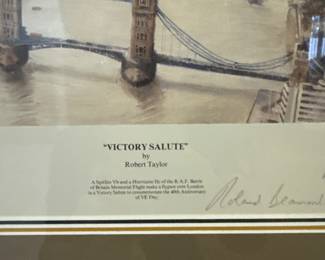 "VICTORY SALUTE"
by
Robert Taylor
A Spitfire Vb and a Hurricane IIc of the R.A.F. Battle
of Britain Memorial Flight make a flypast over London
in a Victory Salute to commemorate the 40th Anniversary
of VE Day.
Roland Beamont